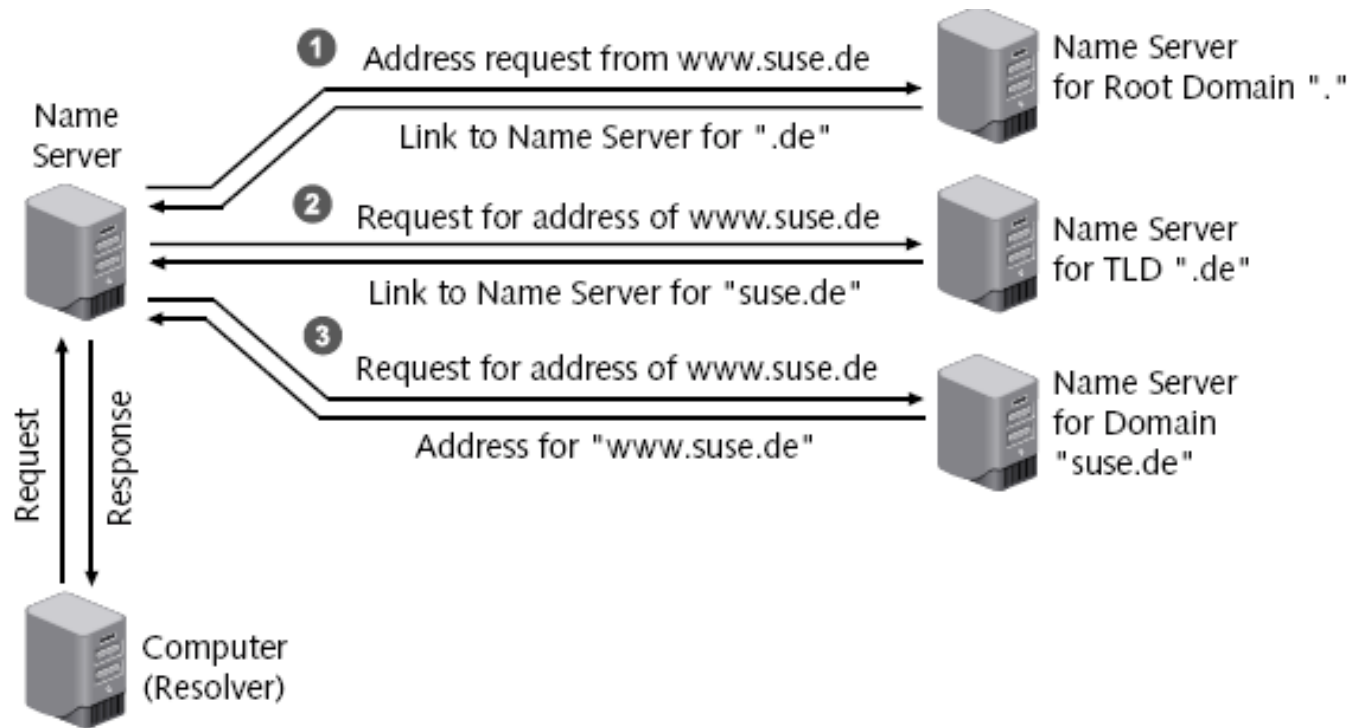 1
Address request from www.suse.de
Link to Name Server for ".de"
Name Server
for Root Domain "."
Name
Server
2
Request for address of www.suse.de
Link to Name Server for "suse.de"
Name Server
for TLD ".de"
3
Request for address of www.suse.de
Address for "www.suse.de"
Name Server
for Domain
"suse.de"
Request
Response
Computer
(Resolver)